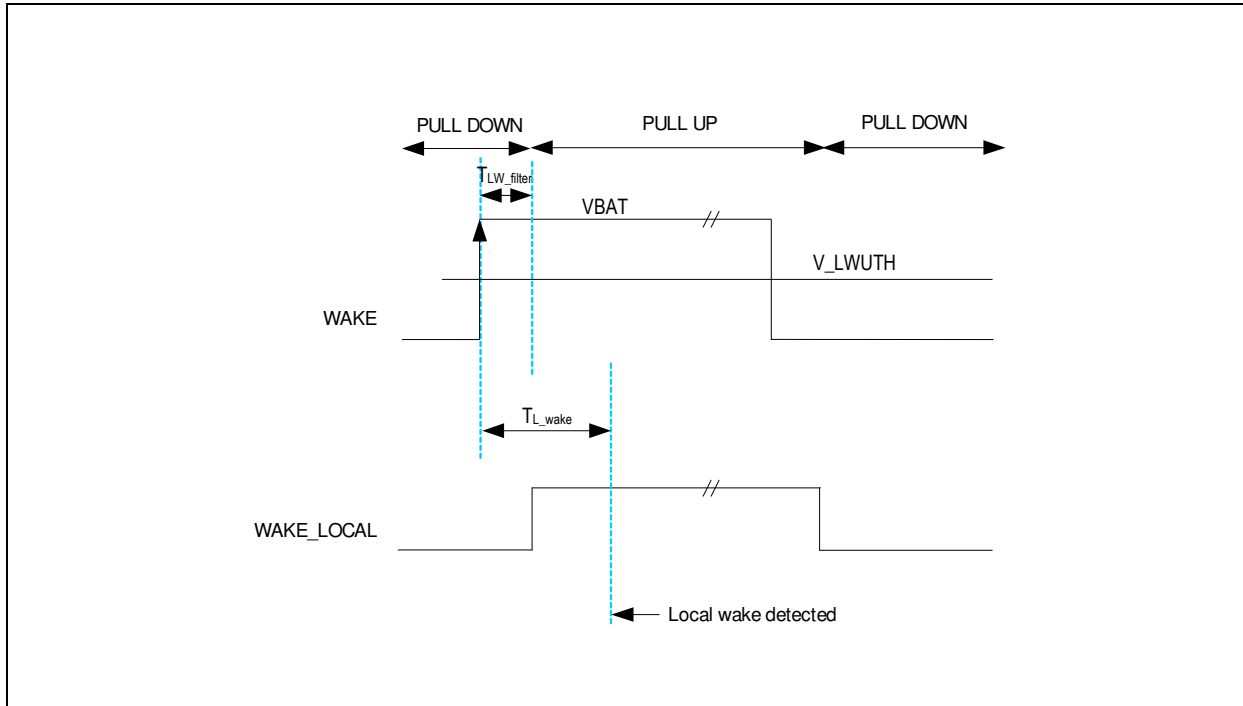 PULL DOWN
PULL UP
PULL DOWN
TLW_filter
VBAT
V_LWUTH
WAKE
TL_wake
WAKE_LOCAL
Local wake detected